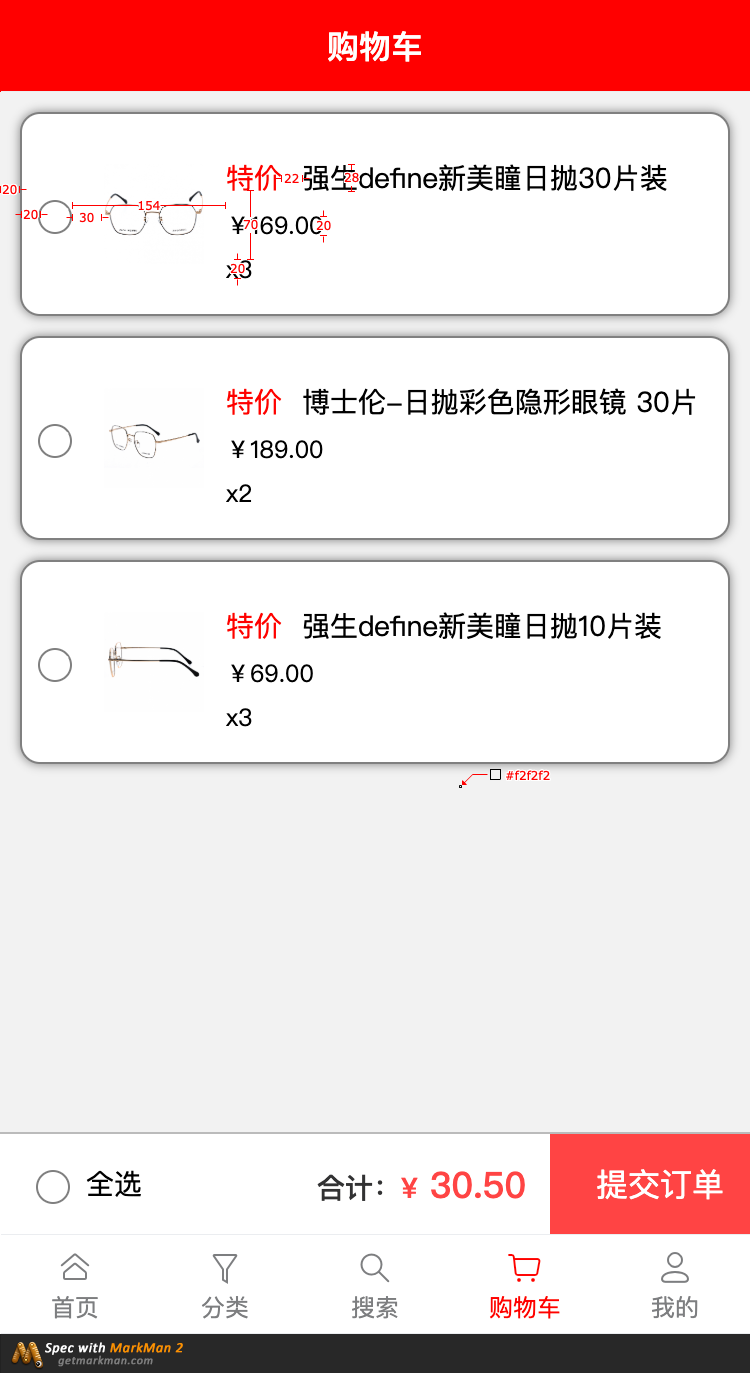 购物车
特价 22 强生define新美瞳日抛30片装
28
20
154
20
30
70
￥169.00
20
20
x3
特价 博士伦-日抛彩色隐形眼镜 30片
￥189.00
x2
特价 强生define新美瞳日抛10片装
￥69.00
x3
#f2f2f2
全选 合计：￥ 30.50 提交订单
首页 分类 搜索 购物车 我的
Spec with MarkMan 2
getmarkman.com